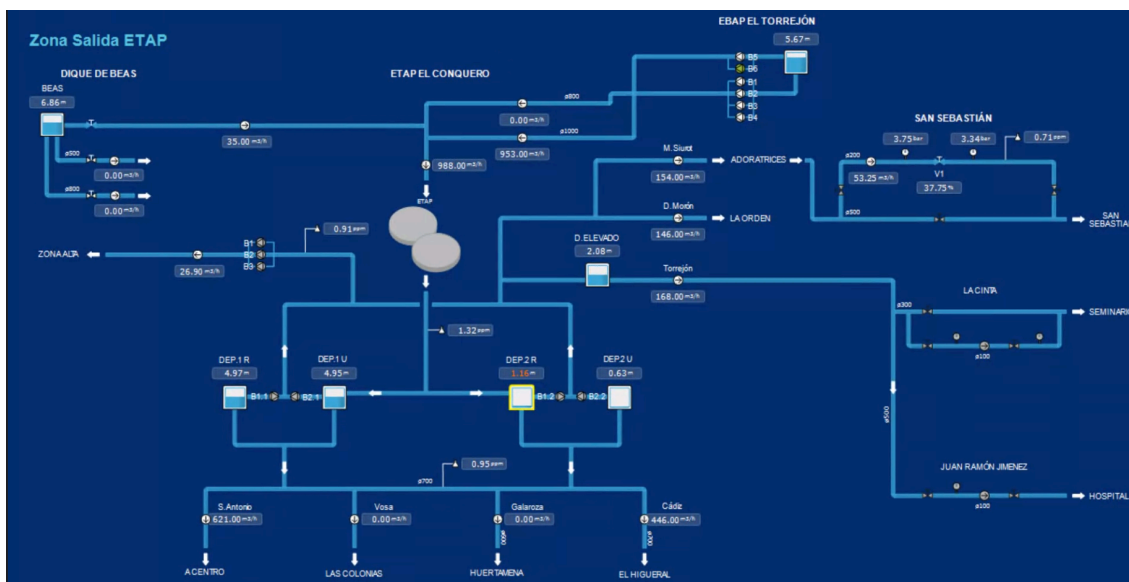 Zona Salida ETAP
EBAP EL TORREJÓN
5.67 m
DIQUE DE BEAS
ETAP EL CONQUERO
BEAS
6.86 m
B5
B6
B1
B2
B3
B4
ø800
0.00 m3/h
ø1000
953.00 m3/h
35.00 m3/h
988.00 m3/h
ø500
0.00 m3/h
ø800
0.00 m3/h
SAN SEBASTIÁN
3.75 bar
3.34 bar
0.71 ppm
ø200
53.25 m3/h
V1
37.75 %
ø500
SAN
SEBASTIAN
M.Siurot
154.00 m3/h
ADORATRICES
D.Morón
146.00 m3/h
LA ORDEN
ETAP
0.91 ppm
ZONA ALTA
B1
B2
B3
26.90 m3/h
D.ELEVADO
2.08 m
Torrejón
168.00 m3/h
LA CINTA
ø300
SEMINARIO
ø100
1.32 ppm
DEP.1 R
4.97 m
DEP.1 U
4.95 m
DEP.2 R
1.16 m
DEP.2 U
0.63 m
B1.1
B2.1
B1.2
B2.2
ø500
0.95 ppm
ø700
JUAN RAMÓN JIMENEZ
HOSPITAL
ø100
S.Antonio
621.00 m3/h
Vosa
0.00 m3/h
Galaroza
0.00 m3/h
Cádiz
446.00 m3/h
ø700
A CENTRO
LAS COLONIAS
HUERTAMENA
EL HIGUERAL